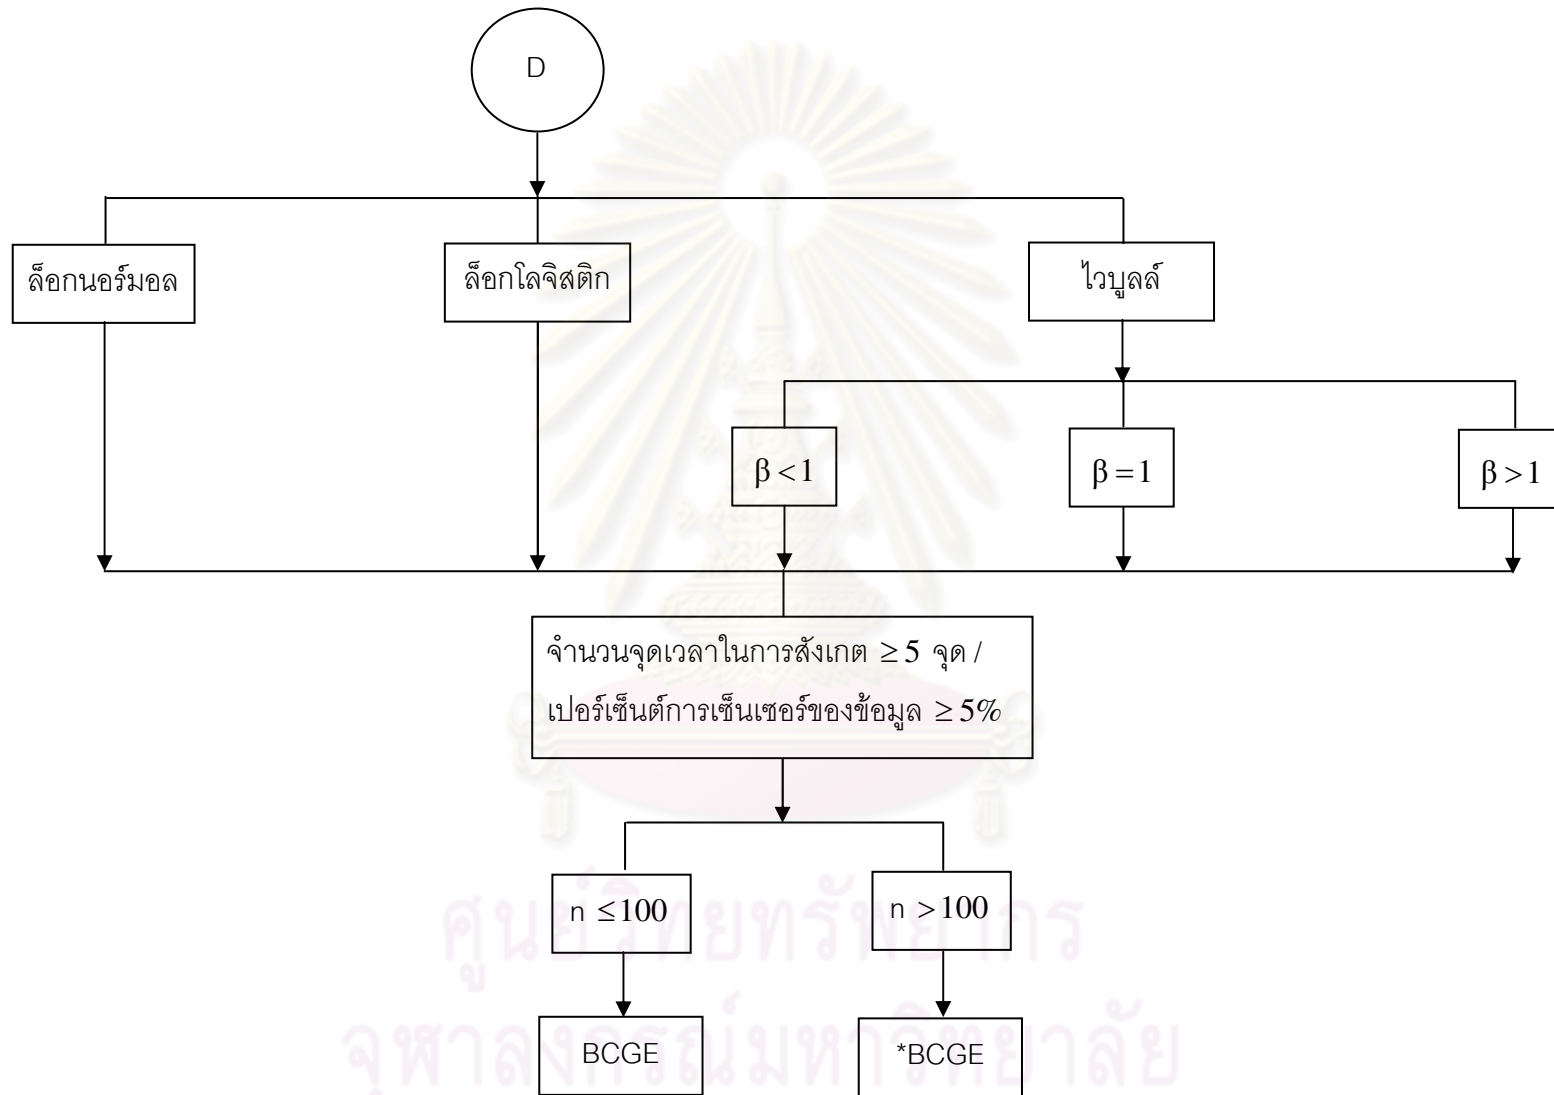 D
ล็อกนอร์มอล
ล็อกโลจิสติก
ไวบูลล์
β < 1
β = 1
β > 1
จำนวนจุดเวลาในการสังเกต ≥ 5 จุด /
เปอร์เซ็นต์การเซ็นเซอร์ของข้อมูล ≥ 5%
n ≤ 100
n > 100
BCGE
*BCGE
ศูนย์วิทยทรัพยากร
จุฬาลงกรณ์มหาวิทยาลัย